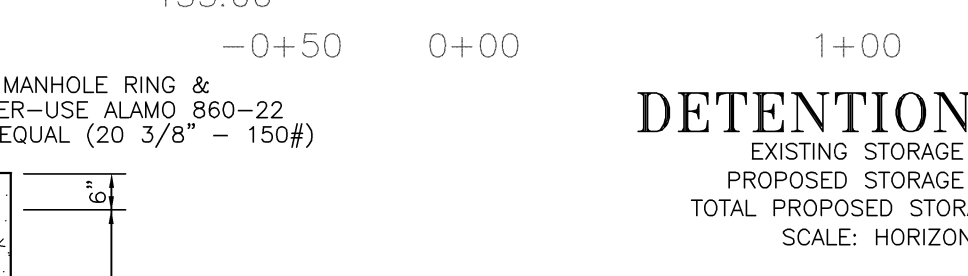 -0+50 0+00 1+00
MANHOLE RING &
ER-USE ALAMO 860-22
EQUAL (20 3/8" - 150#)
6"
DETENTION
EXISTING STORAGE
PROPOSED STORAGE
TOTAL PROPOSED STORA
SCALE: HORIZON